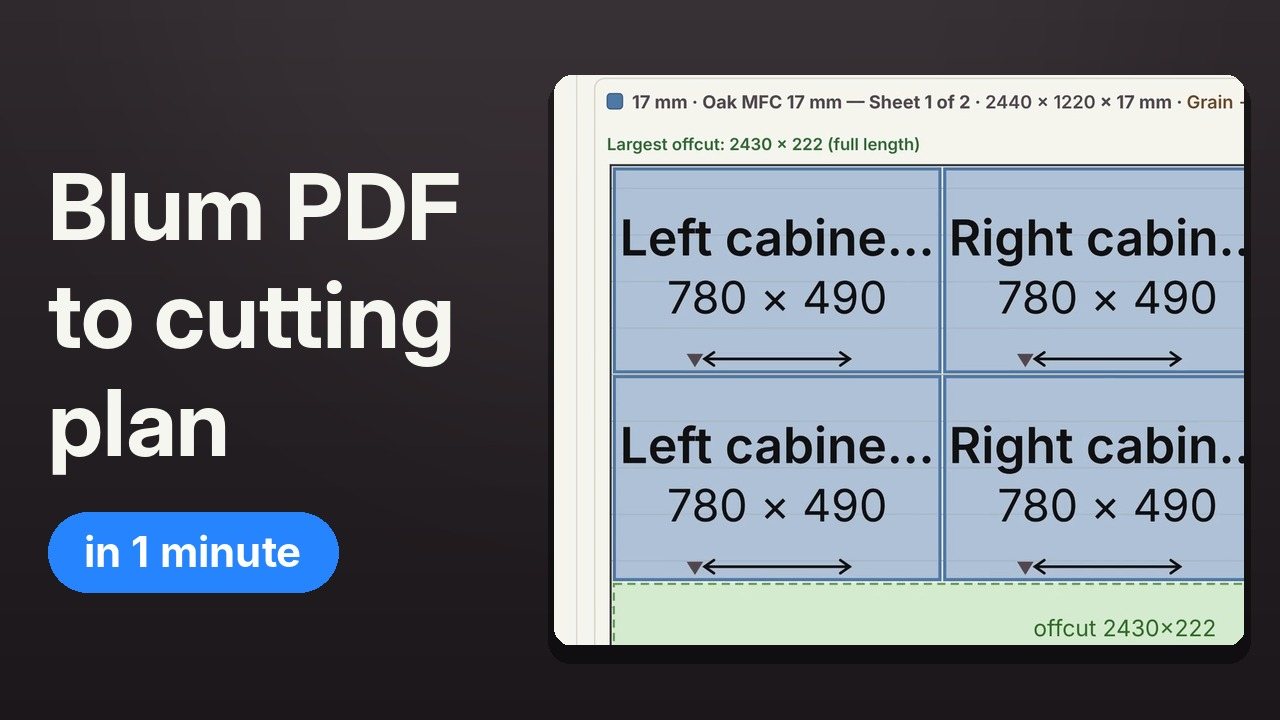 Blum PDF
to cutting
plan
in 1 minute
17 mm · Oak MFC 17 mm — Sheet 1 of 2 · 2440 × 1220 × 17 mm · Grain
Largest offcut: 2430 × 222 (full length)
Left cabine... Right cabin..
780 × 490 780 × 490
Left cabine... Right cabin..
780 × 490 780 × 490
offcut 2430×222